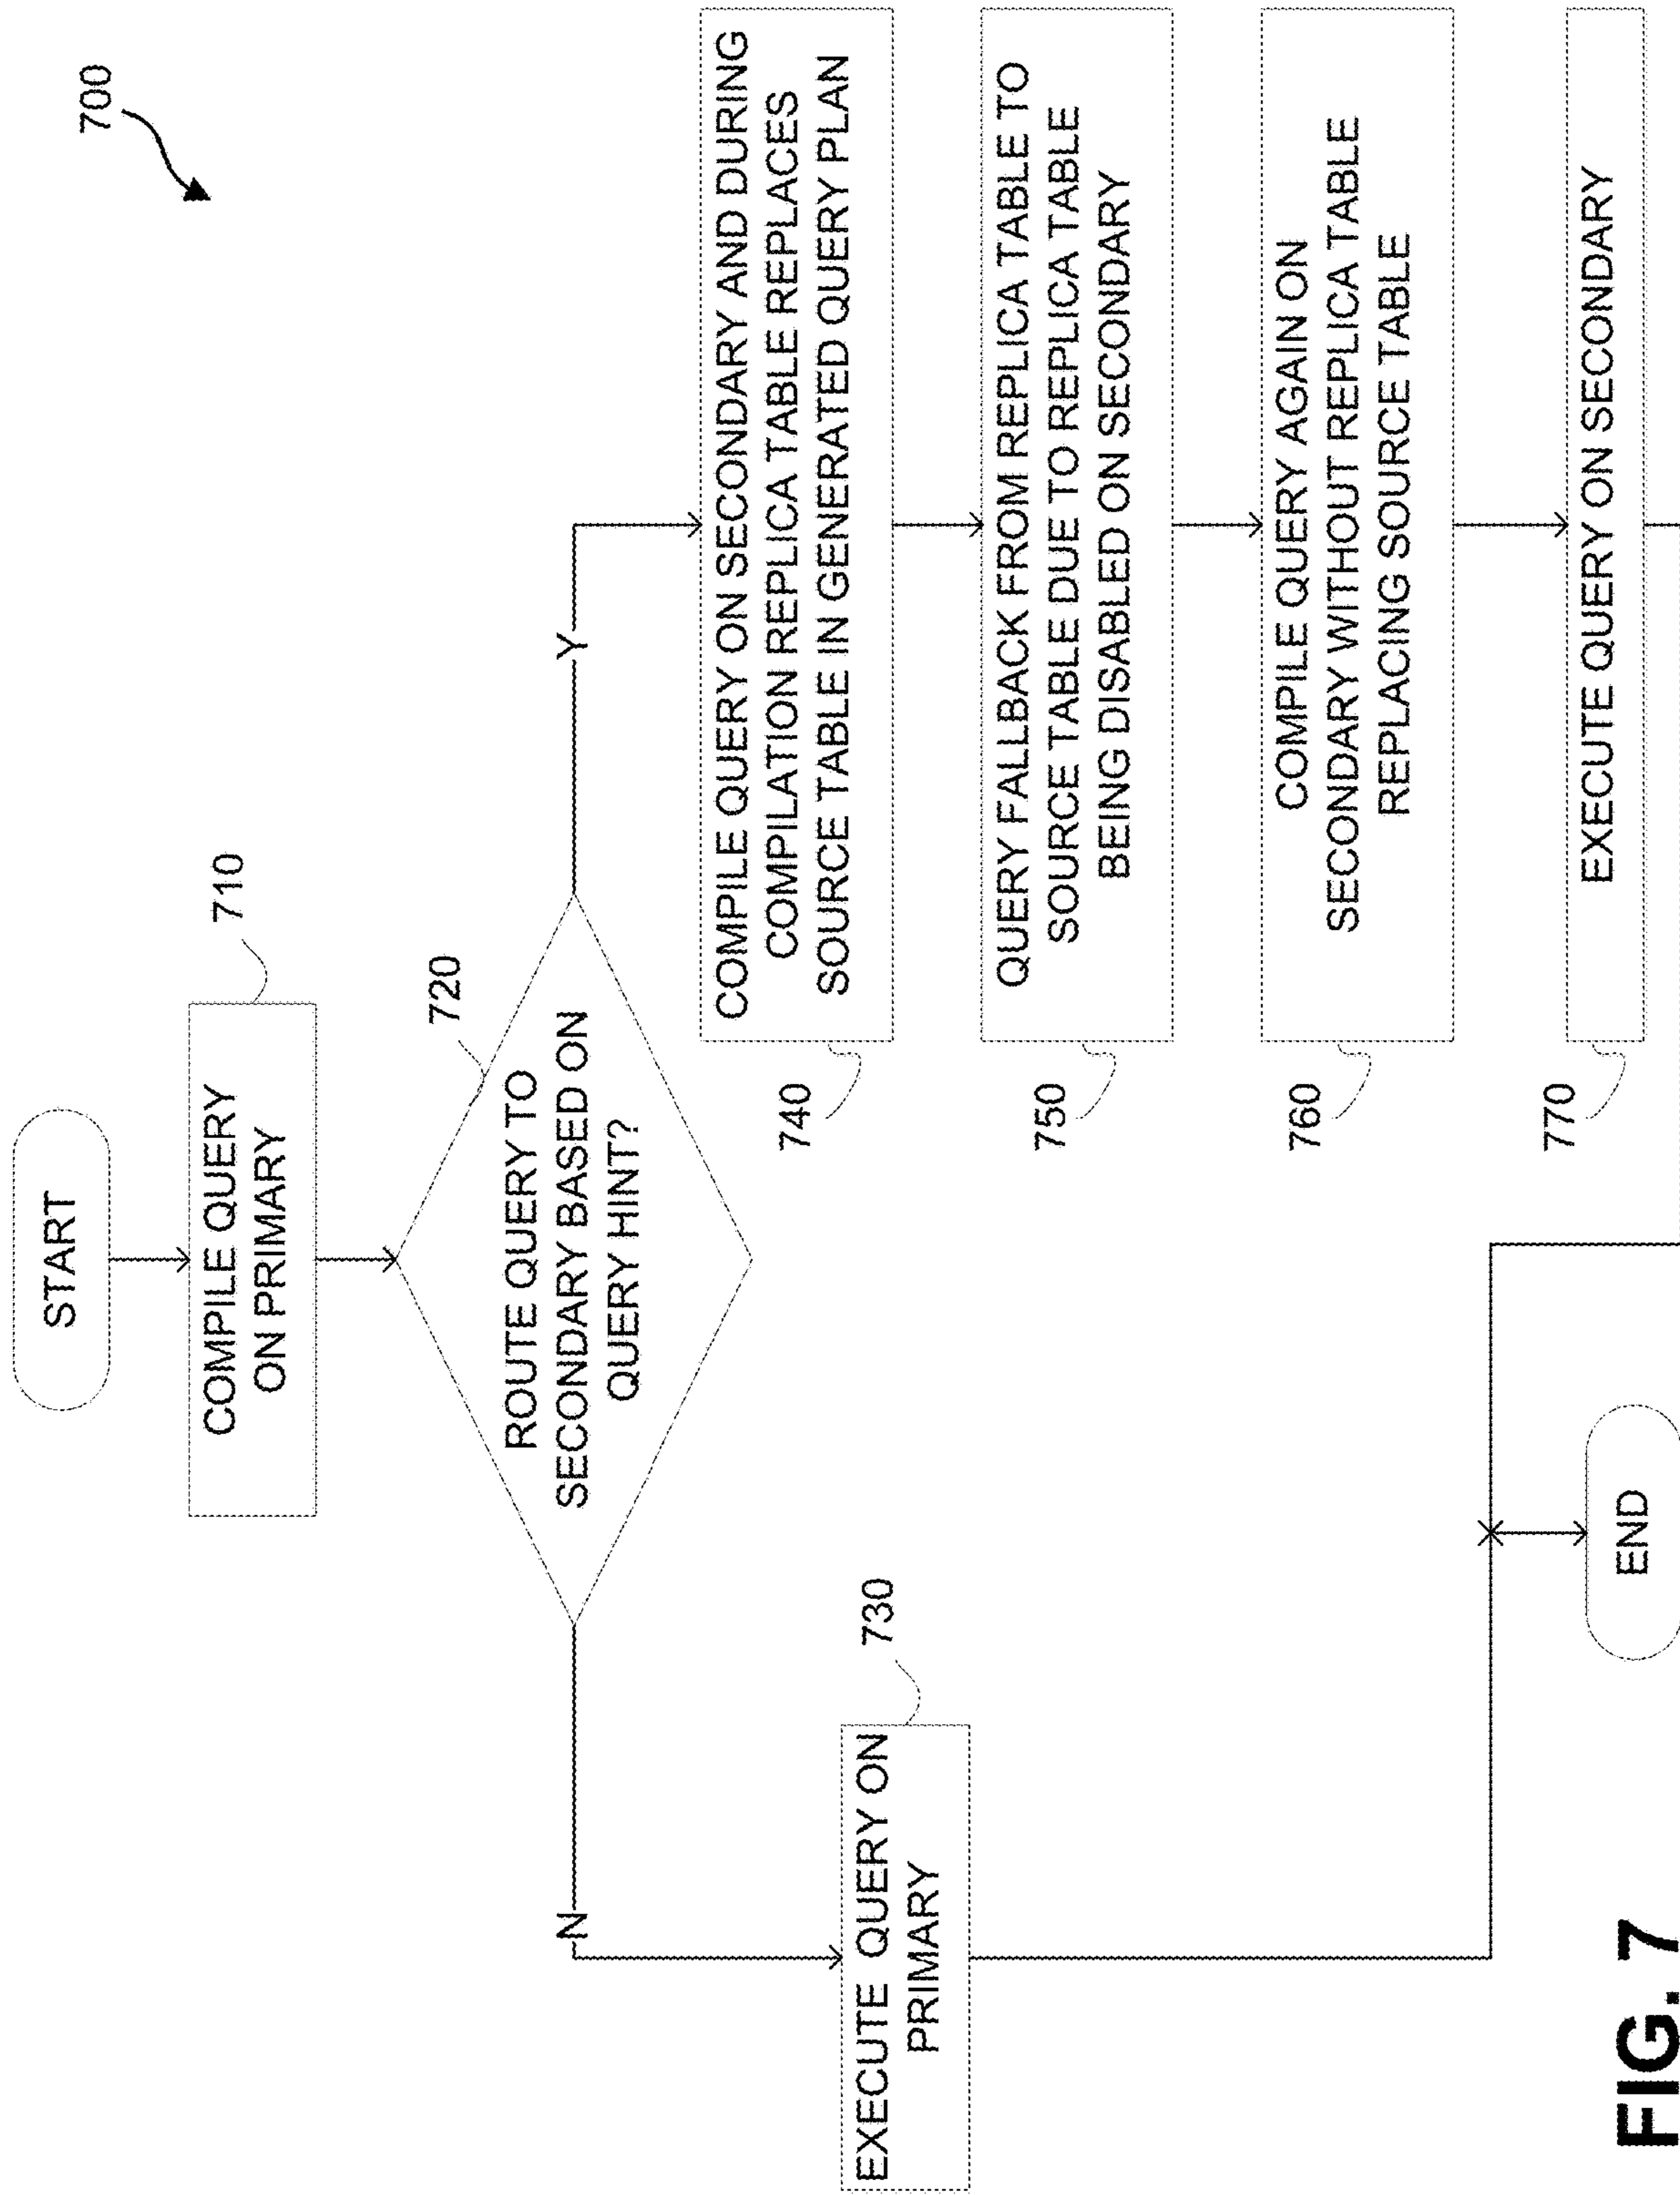 700
START
COMPILE QUERY
ON PRIMARY
710
720
ROUTE QUERY TO
SECONDARY BASED ON
QUERY HINT?
N
Y
EXECUTE QUERY ON
PRIMARY
730
COMPILE QUERY ON SECONDARY AND DURING
COMPILATION REPLICA TABLE REPLACES
SOURCE TABLE IN GENERATED QUERY PLAN
740
QUERY FALLBACK FROM REPLICA TABLE TO
SOURCE TABLE DUE TO REPLICA TABLE
BEING DISABLED ON SECONDARY
750
COMPILE QUERY AGAIN ON
SECONDARY WITHOUT REPLICA TABLE
REPLACING SOURCE TABLE
760
EXECUTE QUERY ON SECONDARY
770
END
FIG. 7